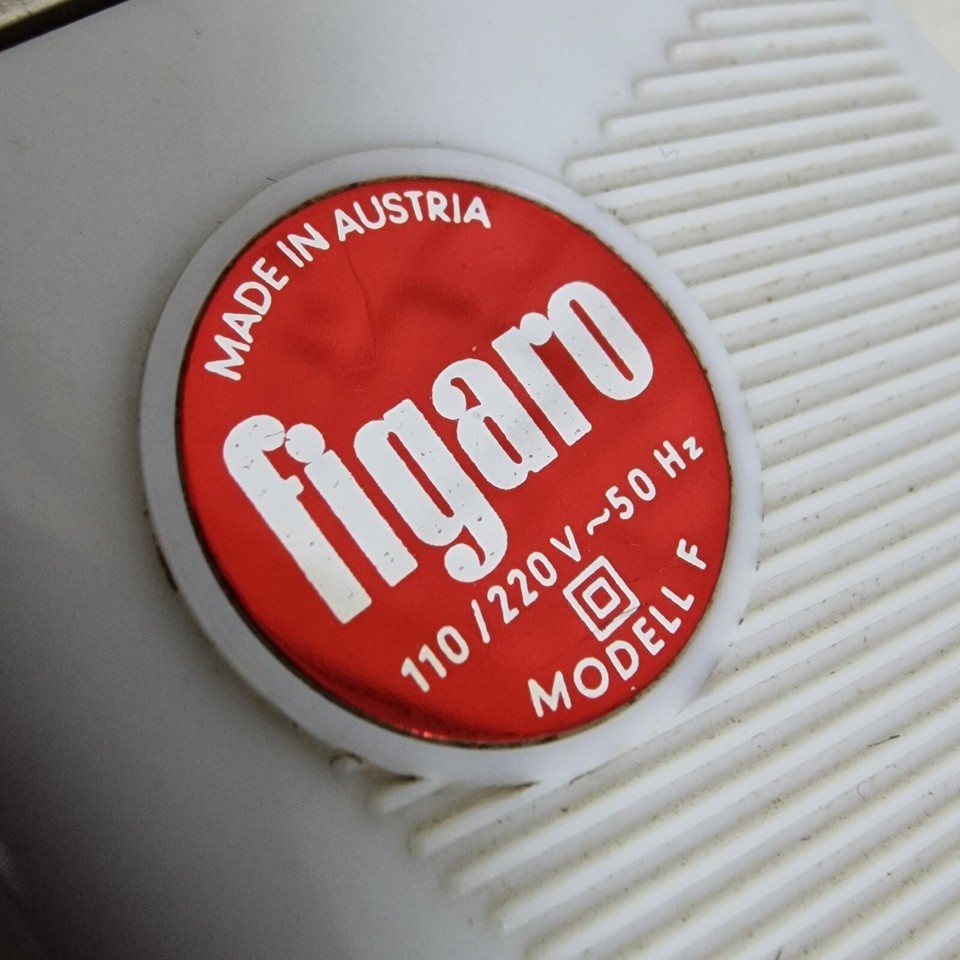 MADE IN AUSTRIA
figaro
110/220V~50 Hz
MODELL F